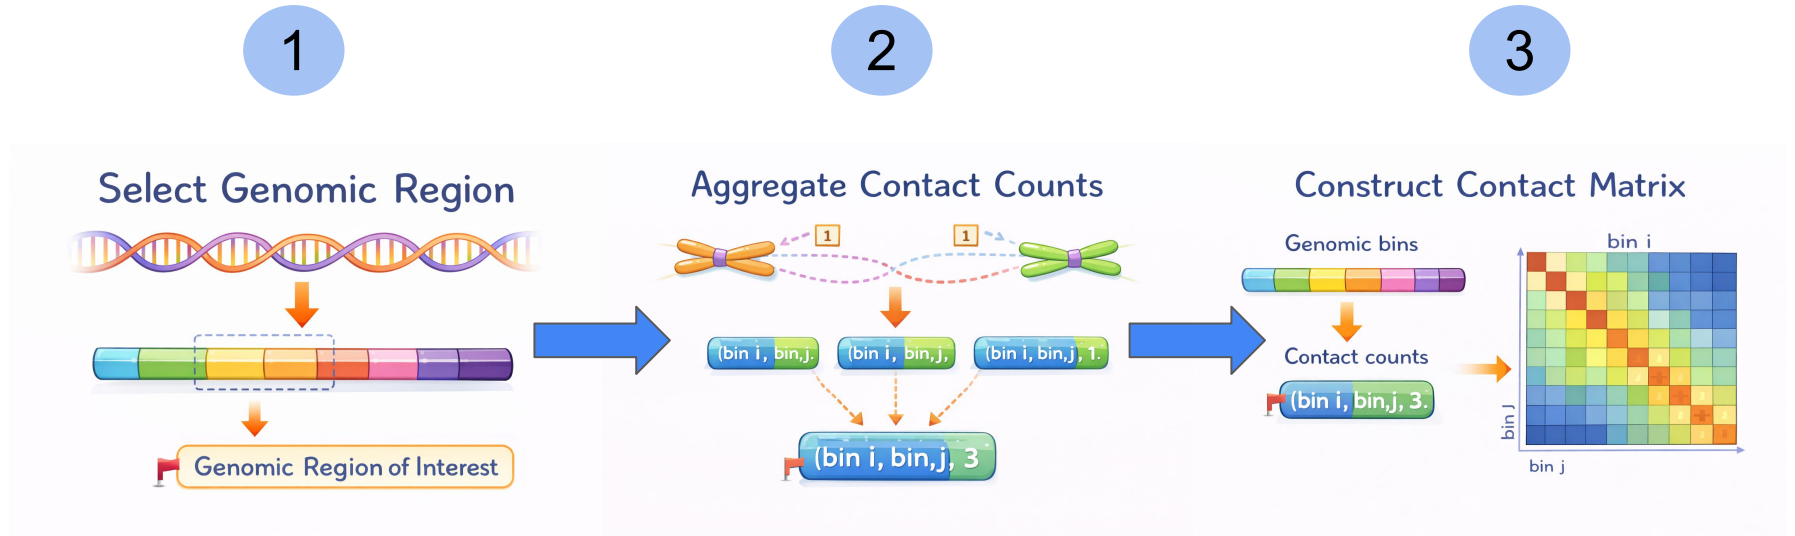 1
2
3
Select Genomic Region
Genomic Region of Interest
Aggregate Contact Counts
1
1
(bin i, bin,j.
(bin i, bin,j,
(bin i, bin,j, 1.
(bin i, bin,j, 3
Construct Contact Matrix
Genomic bins
Contact counts
(bin i, bin,j, 3.
bin i
bin j
bin j